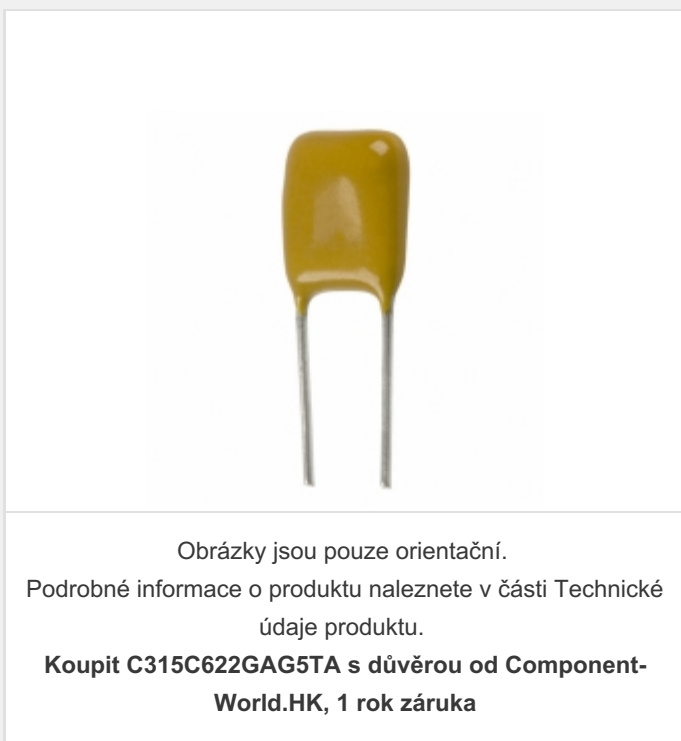 Obrázky jsou pouze orientační.
Podrobné informace o produktu naleznete v části Technické
údaje produktu.
Koupit C315C622GAG5TA s důvěrou od Component-
World.HK, 1 rok záruka